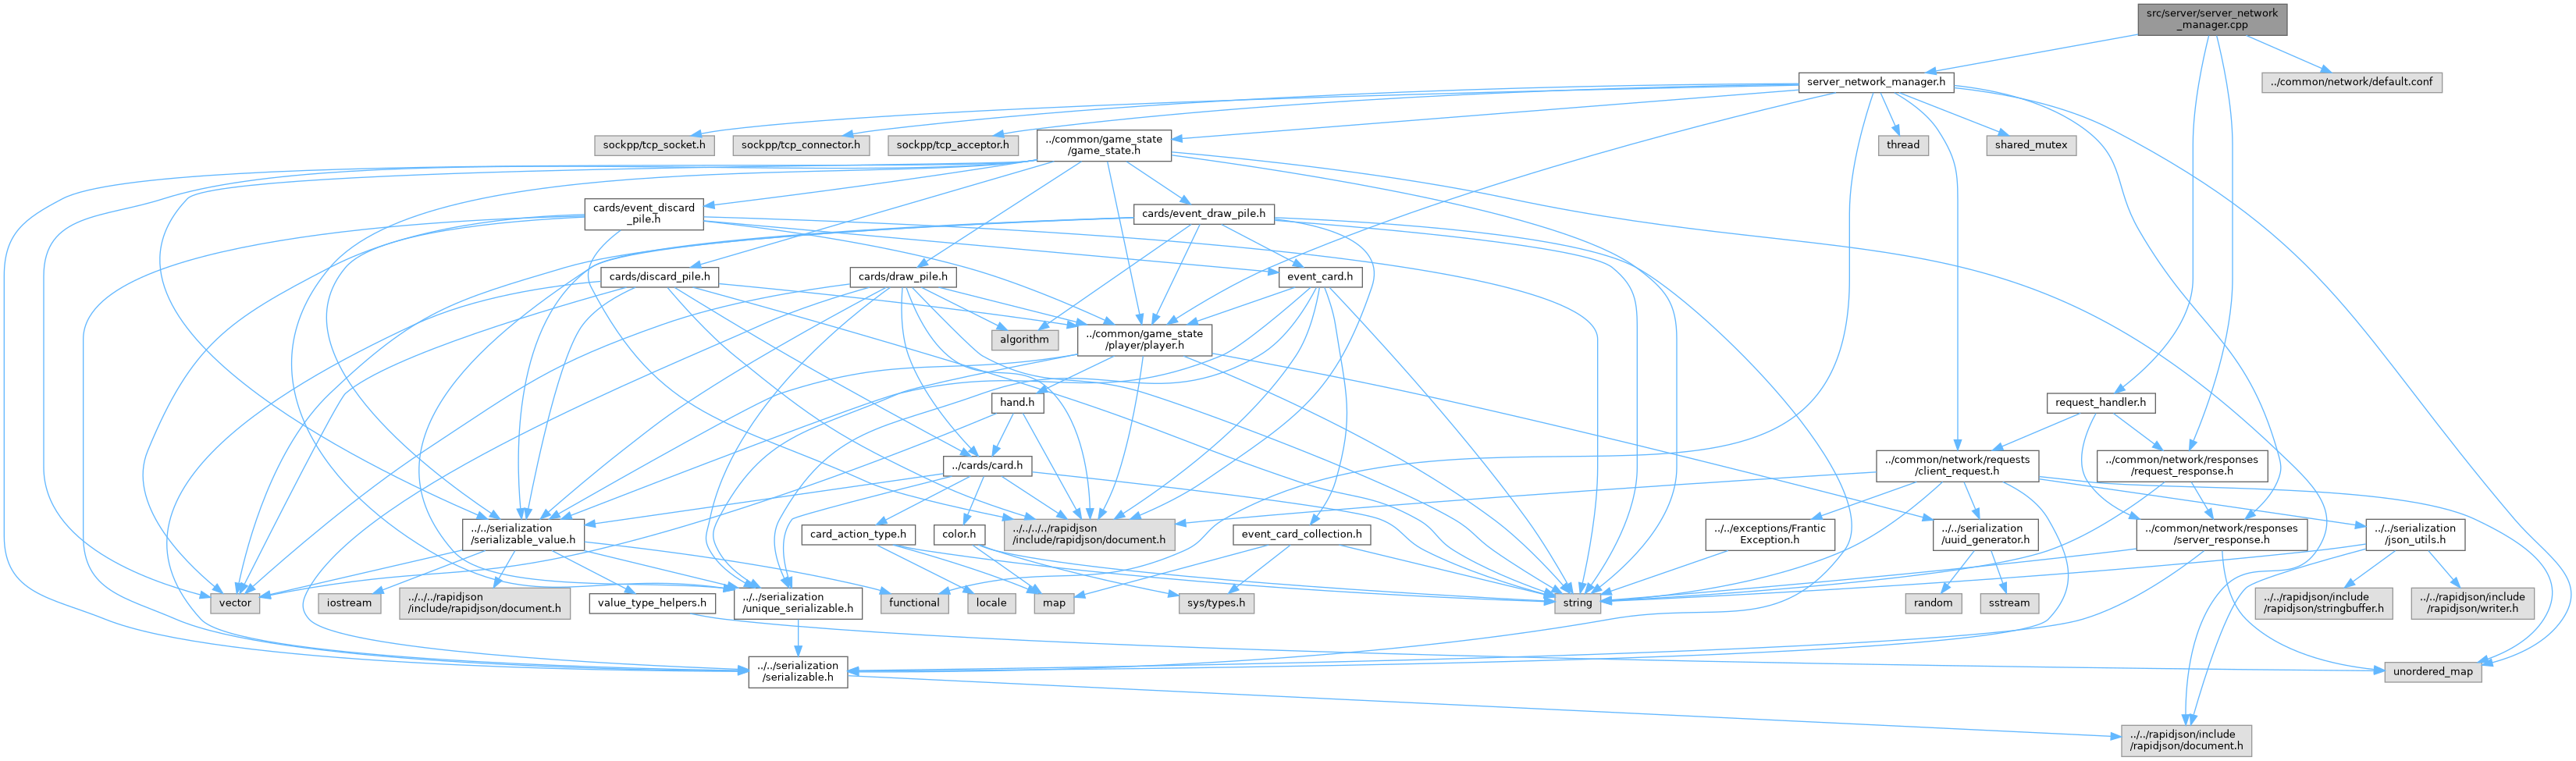 src/server/server_network
_manager.cpp
server_network_manager.h
../common/network/default.conf
sockpp/tcp_socket.h
sockpp/tcp_connector.h
sockpp/tcp_acceptor.h
../common/game_state
/game_state.h
thread
shared_mutex
cards/event_discard
_pile.h
cards/event_draw_pile.h
cards/discard_pile.h
cards/draw_pile.h
event_card.h
algorithm
../common/game_state
/player/player.h
hand.h
request_handler.h
../cards/card.h
../common/network/requests
/client_request.h
../common/network/responses
/request_response.h
../../serialization
/serializable_value.h
card_action_type.h
color.h
../../../../rapidjson
/include/rapidjson/document.h
event_card_collection.h
../../exceptions/Frantic
Exception.h
../../serialization
/uuid_generator.h
../common/network/responses
/server_response.h
../../serialization
/json_utils.h
vector
iostream
../../../rapidjson
/include/rapidjson/document.h
value_type_helpers.h
../../serialization
/unique_serializable.h
functional
locale
map
sys/types.h
string
random
sstream
../../rapidjson/include
/rapidjson/stringbuffer.h
../../rapidjson/include
/rapidjson/writer.h
../../serialization
/serializable.h
unordered_map
../../rapidjson/include
/rapidjson/document.h